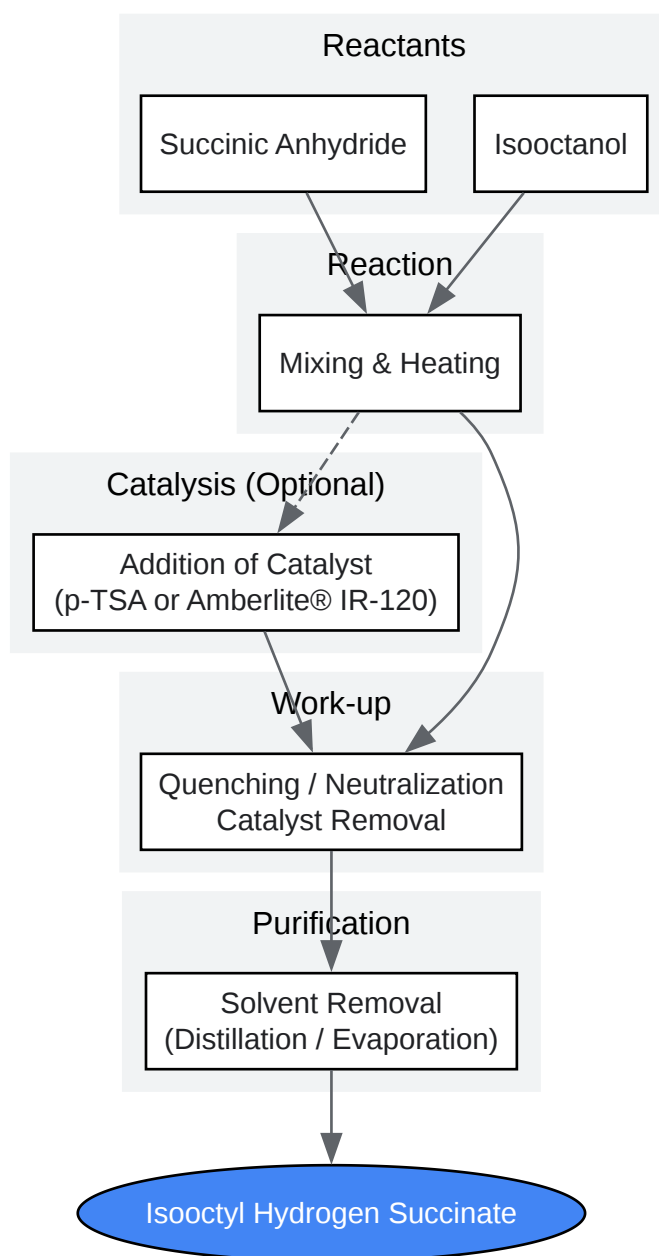 Reactants
Succinic Anhydride
Isooctanol
Reaction
Mixing & Heating
Catalysis (Optional)
Addition of Catalyst
(p-TSA or Amberlite® IR-120)
Work-up
Quenching / Neutralization
Catalyst Removal
Purification
Solvent Removal
(Distillation / Evaporation)
Isooctyl Hydrogen Succinate